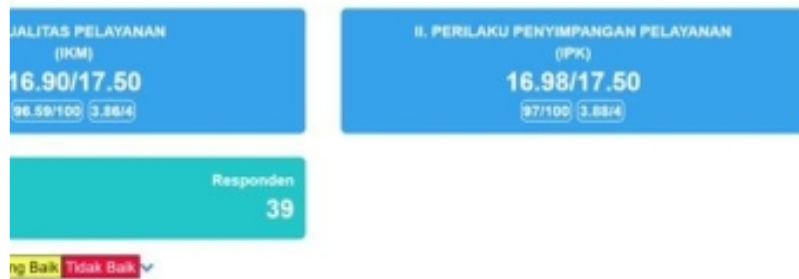 UALITAS PELAYANAN
(IKM)
16.90/17.50
96.59/100 3.86/4
II. PERILAKU PENYIMPANGAN PELAYANAN
(IPK)
16.98/17.50
97/100 3.88/4
Responden
39
ng Baik Tidak Baik